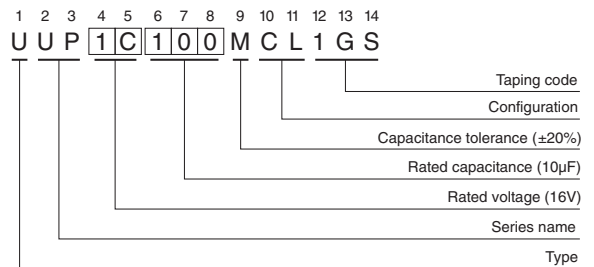 1 2 3 4 5 6 7 8 9 10 11 12 13 14
U U P 1 C 1 0 0 M C L 1 G S
Taping code
Configuration
Capacitance tolerance (±20%)
Rated capacitance (10µF)
Rated voltage (16V)
Series name
Type